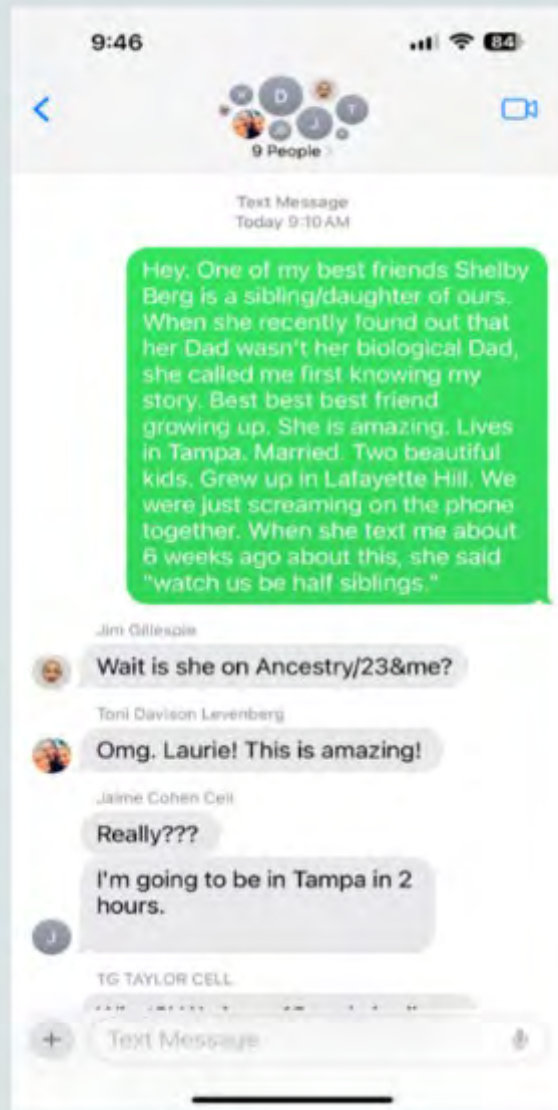 9:46
84
D
T
J
9 People
Text Message
Today 9:10 AM
Hey. One of my best friends Shelby
Berg is a sibling/daughter of ours.
When she recently found out that
her Dad wasn't her biological Dad,
she called me first knowing my
story. Best best best friend
growing up. She is amazing. Lives
in Tampa. Married. Two beautiful
kids. Grew up in Lafayette Hill. We
were just screaming on the phone
together. When she text me about
6 weeks ago about this, she said
"watch us be half siblings."
Jim Gillespie
Wait is she on Ancestry/23&me?
Toni Davison Levenberg
Omg. Laurie! This is amazing!
Jaime Cohen Cell
Really???
I'm going to be in Tampa in 2
hours.
J
TG TAYLOR CELL
Text Message